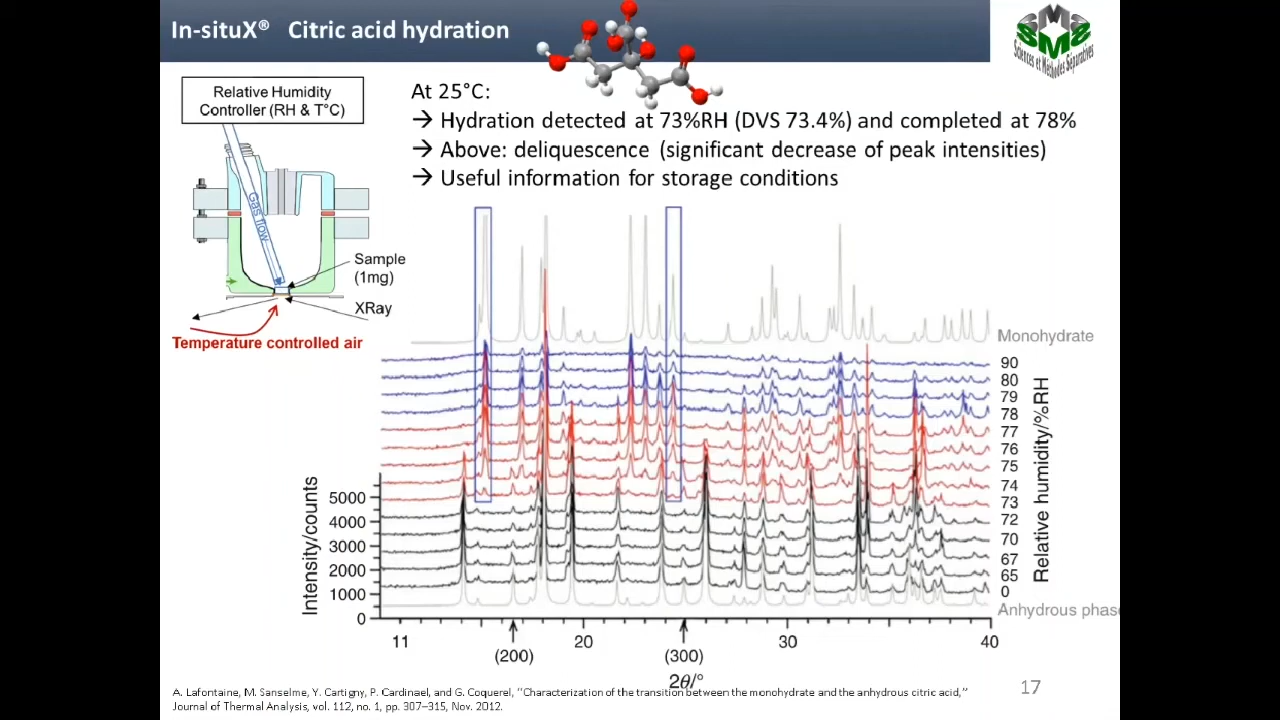 In-situX® Citric acid hydration
SMS
Sciences et Méthodes Séparatives
Relative Humidity
Controller (RH & T°C)
Gas flow
Sample
(1mg)
XRay
Temperature controlled air
At 25°C:
→ Hydration detected at 73%RH (DVS 73.4%) and completed at 78%
→ Above: deliquescence (significant decrease of peak intensities)
→ Useful information for storage conditions
Monohydrate
90
80
79
78
77
76
75
74
73
72
70
67
65
0
Relative humidity/%RH
Anhydrous phase
Intensity/counts
5000
4000
3000
2000
1000
0
11
20
30
40
(200)
(300)
2θ/°
A. Lafontaine, M. Sanselme, Y. Cartigny, P. Cardinael, and G. Coquerel, “Characterization of the transition between the monohydrate and the anhydrous citric acid,”
Journal of Thermal Analysis, vol. 112, no. 1, pp. 307–315, Nov. 2012.
17